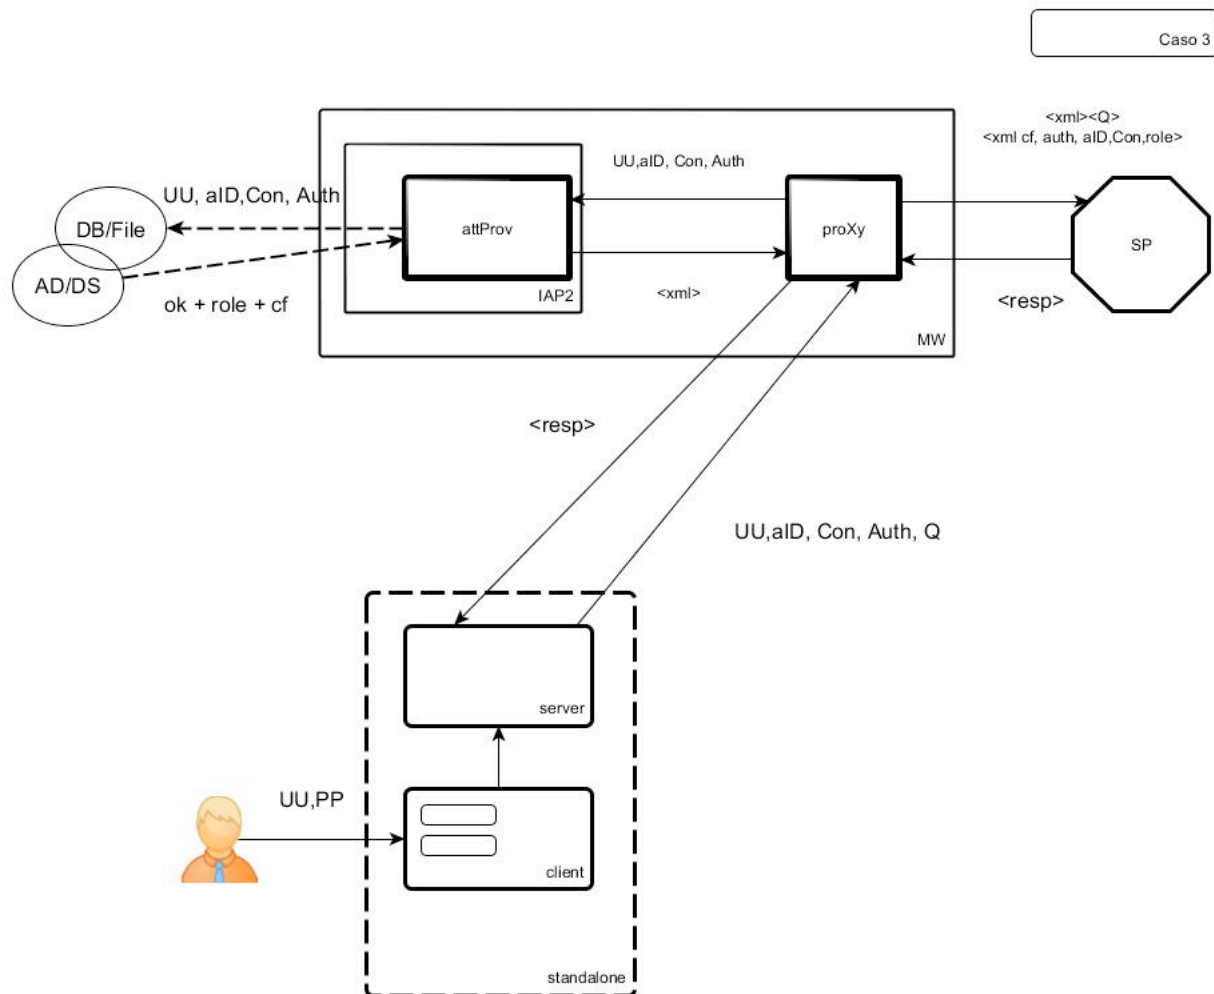 Caso 3
<xml><Q>
<xml cf, auth, aID,Con,role>
UU,aID, Con, Auth
UU, aID,Con, Auth
DB/File
attProv
proXy
SP
AD/DS
ok + role + cf
IAP2
<xml>
<resp>
MW
<resp>
UU,aID, Con, Auth, Q
server
UU,PP
client
standalone